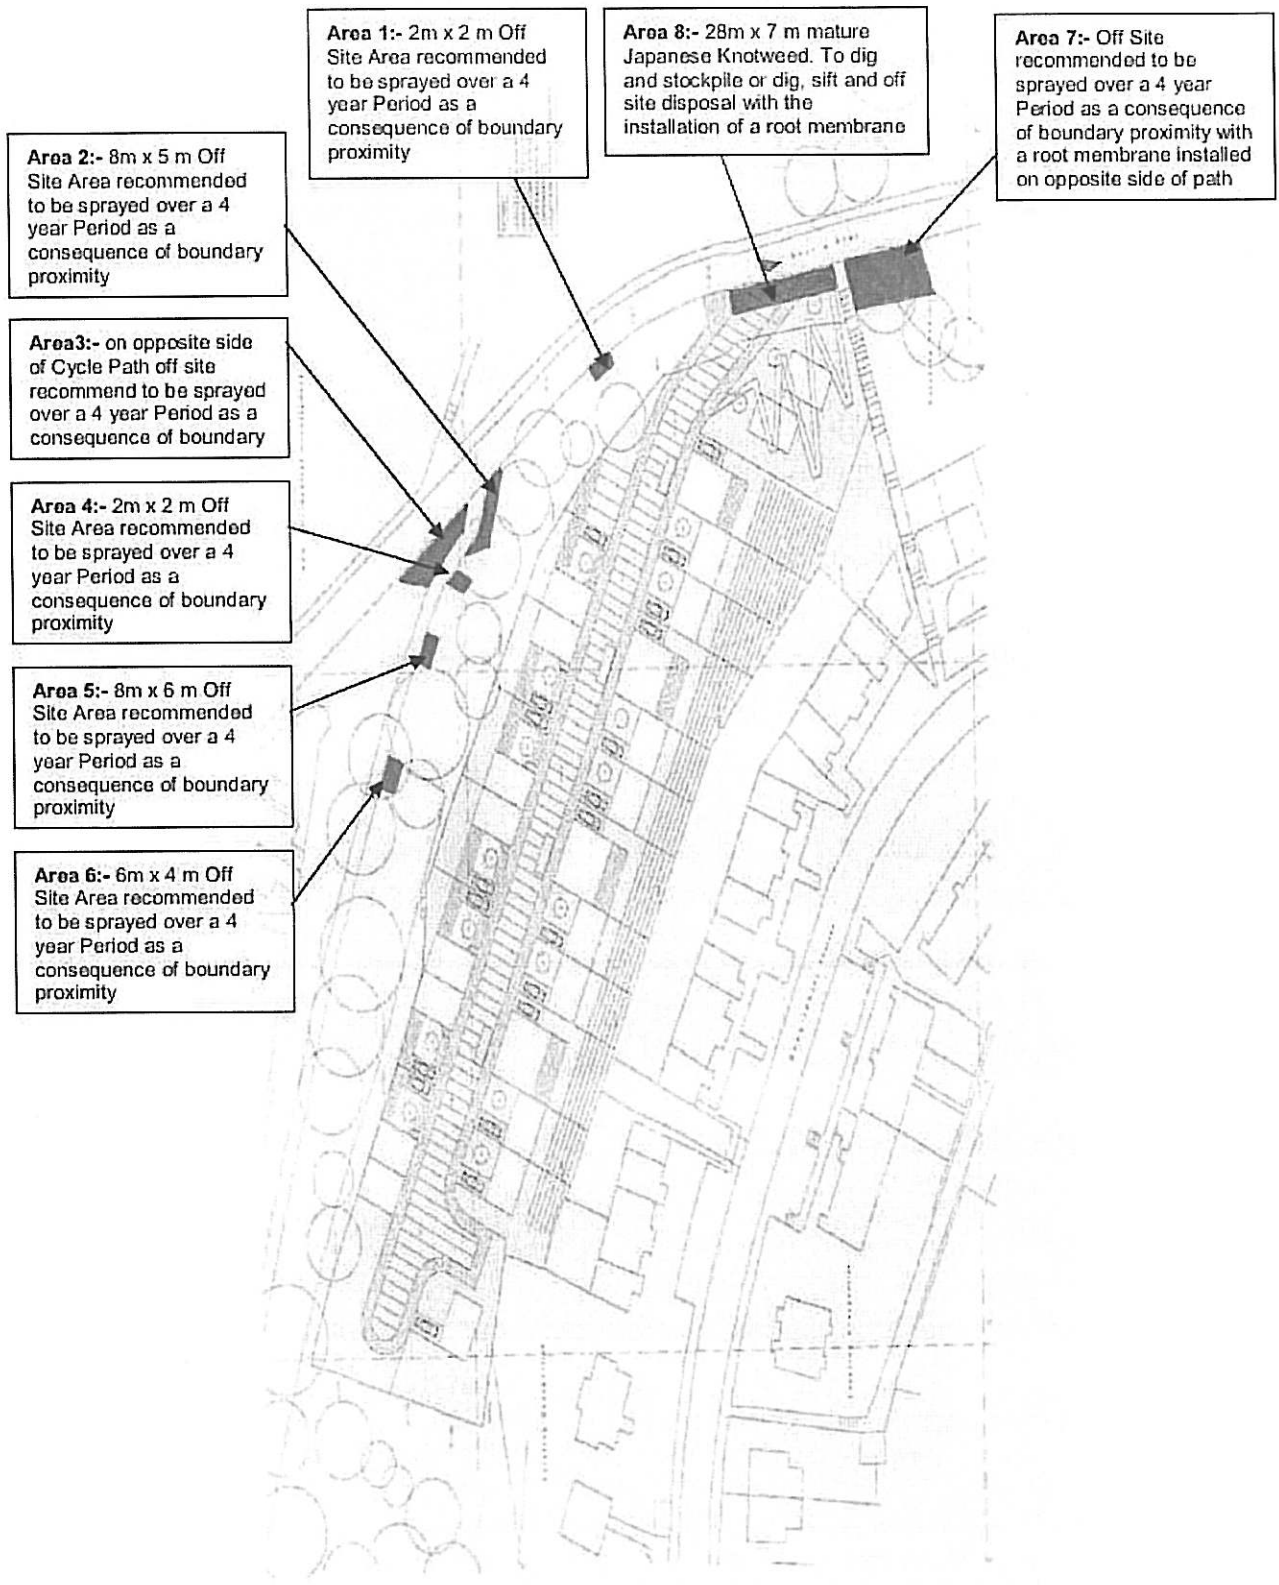 Area 1:- 2m x 2 m Off
Site Area recommended
to be sprayed over a 4
year Period as a
consequence of boundary
proximity
Area 8:- 28m x 7 m mature
Japanese Knotweed. To dig
and stockpile or dig, sift and off
site disposal with the
installation of a root membrane
Area 7:- Off Site
recommended to be
sprayed over a 4 year
Period as a consequence
of boundary proximity with
a root membrane installed
on opposite side of path
Area 2:- 8m x 5 m Off
Site Area recommended
to be sprayed over a 4
year Period as a
consequence of boundary
proximity
Area3:- on opposite side
of Cycle Path off site
recommend to be sprayed
over a 4 year Period as a
consequence of boundary
Area 4:- 2m x 2 m Off
Site Area recommended
to be sprayed over a 4
year Period as a
consequence of boundary
proximity
Area 5:- 8m x 6 m Off
Site Area recommended
to be sprayed over a 4
year Period as a
consequence of boundary
proximity
Area 6:- 6m x 4 m Off
Site Area recommended
to be sprayed over a 4
year Period as a
consequence of boundary
proximity